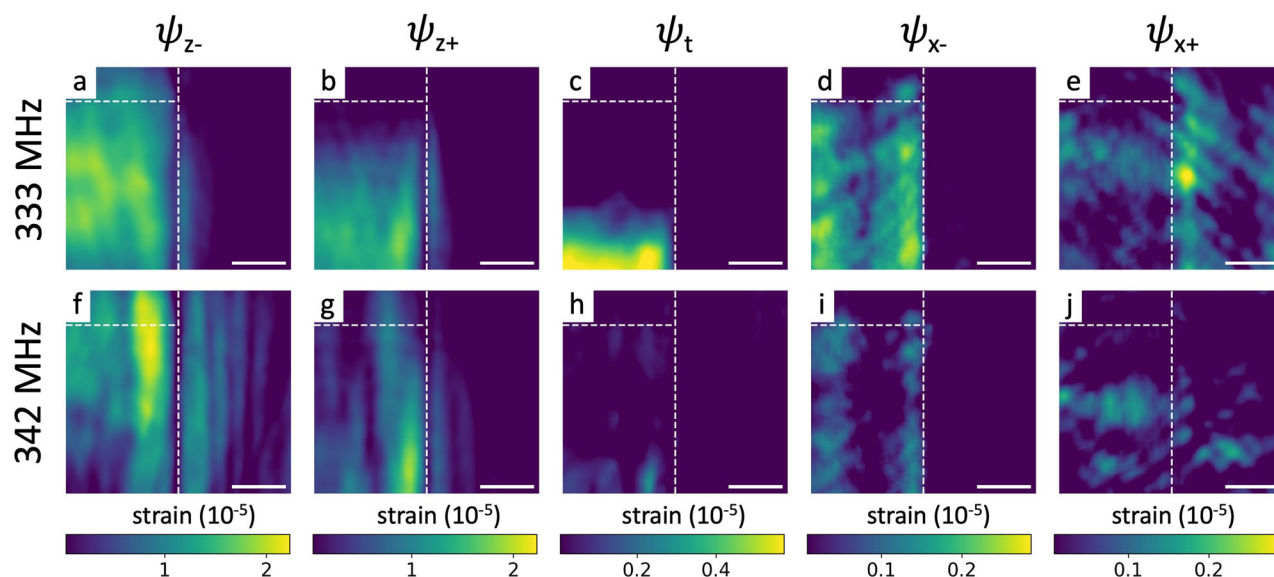 ψz- ψz+ ψt ψx- ψx+
333 MHz
a b c d e
342 MHz
f g h i j
strain (10-5) strain (10-5) strain (10-5) strain (10-5) strain (10-5)
1 2 1 2 0.2 0.4 0.1 0.2 0.1 0.2